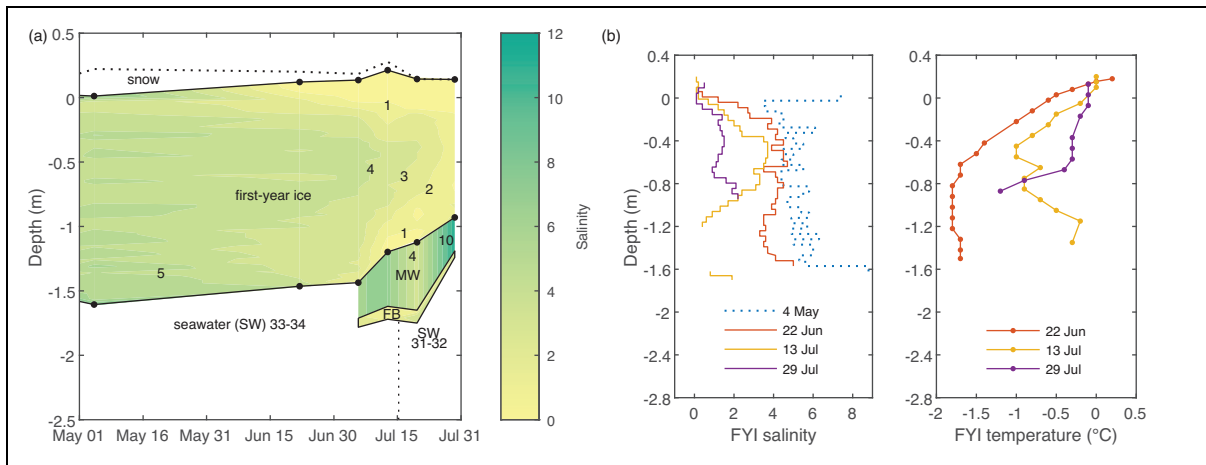 (a)
0.5
0
-0.5
-1
-1.5
-2
-2.5
Depth (m)
snow
first-year ice
1
4
3
2
1
5
4
10
MW
FB
seawater (SW) 33-34
SW
31-32
May 01
May 16
May 31
Jun 15
Jun 30
Jul 15
Jul 31
12
10
8
6
4
2
0
Salinity
(b)
0.4
0
-0.4
-0.8
-1.2
-1.6
-2.0
-2.4
-2.8
Depth (m)
4 May
22 Jun
13 Jul
29 Jul
0
2
4
6
8
FYI salinity
0.4
0
-0.4
-0.8
-1.2
-1.6
-2.0
-2.4
-2.8
22 Jun
13 Jul
29 Jul
-2
-1.5
-1
-0.5
0
0.5
FYI temperature (°C)